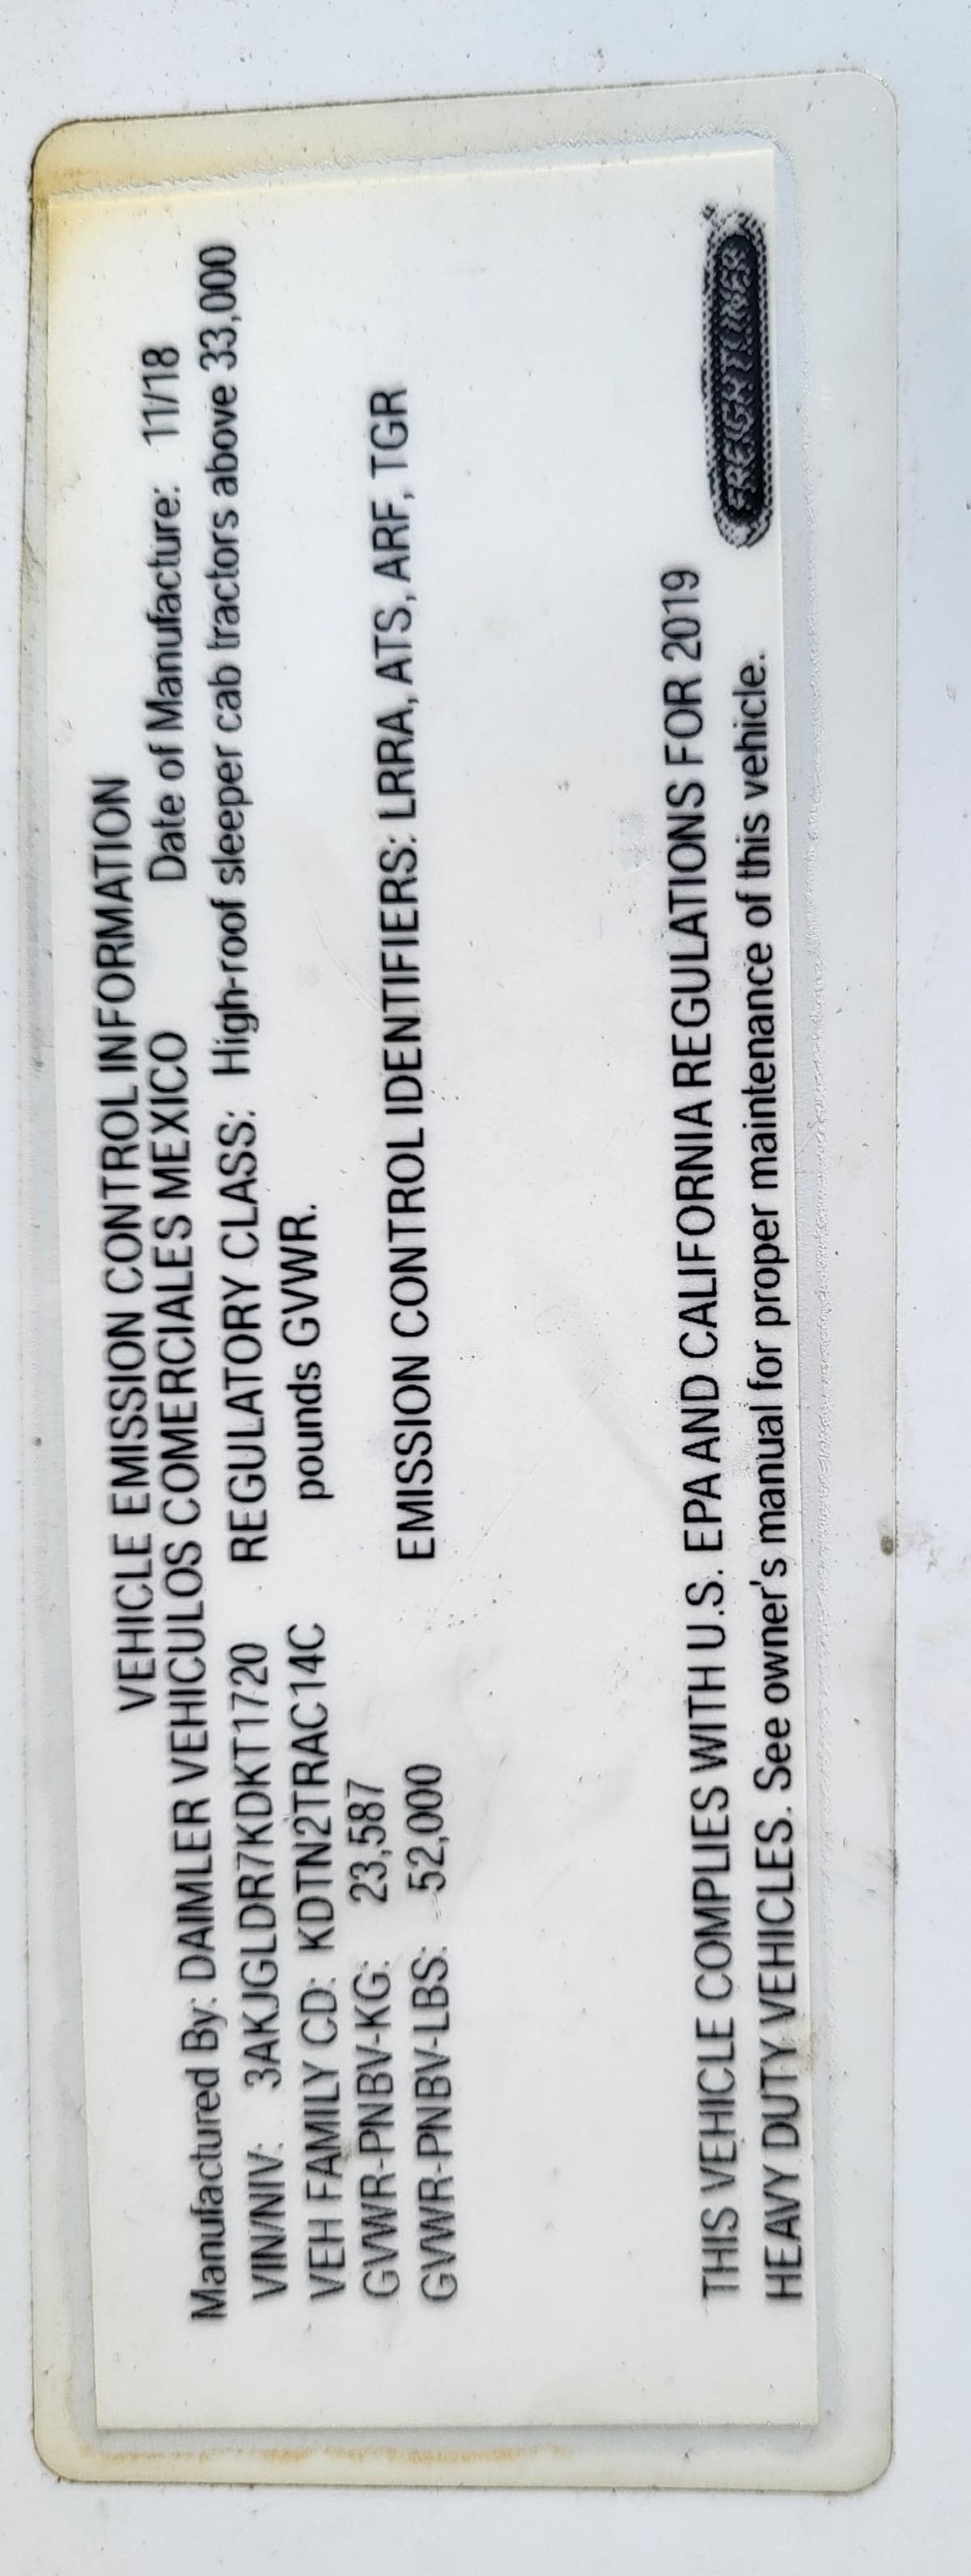 VEHICLE EMISSION CONTROL INFORMATION
Manufactured By: DAIMLER VEHICULOS COMERCIALES MEXICO Date of Manufacture: 11/18
VIN/NIV: 3AKJGLDR7KDKT1720 REGULATORY CLASS: High-roof sleeper cab tractors above 33,000
VEH FAMILY CD: KDTN2TRAC14C pounds GVWR.
GVWR-PNBV-KG: 23,587
GVWR-PNBV-LBS: 52,000 EMISSION CONTROL IDENTIFIERS: LRRA, ATS, ARF, TGR
THIS VEHICLE COMPLIES WITH U.S. EPA AND CALIFORNIA REGULATIONS FOR 2019
HEAVY DUTY VEHICLES. See owner's manual for proper maintenance of this vehicle.
FREIGHTLINER